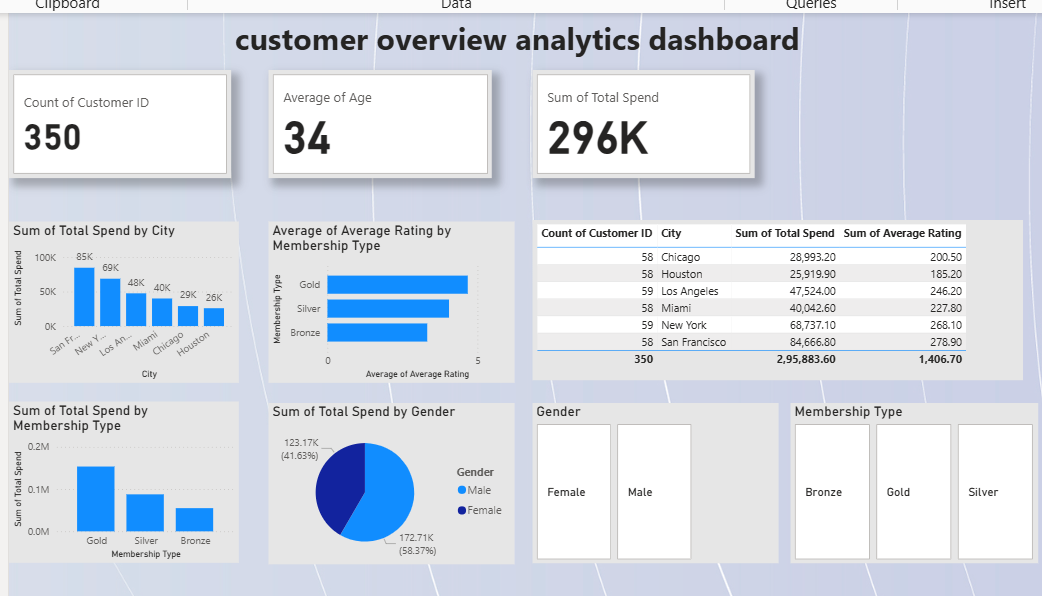 Clipboard
Data
Queries
Insert
customer overview analytics dashboard
Count of Customer ID
350
Average of Age
34
Sum of Total Spend
296K
Sum of Total Spend by City
Sum of Total Spend
100K
50K
0K
85K
69K
48K
40K
29K
26K
San Fr...
New Y...
Los An...
Miami
Chicago
Houston
City
Average of Average Rating by
Membership Type
Membership Type
Gold
Silver
Bronze
0
5
Average of Average Rating
Count of Customer ID City Sum of Total Spend Sum of Average Rating
58 Chicago 28,993.20 200.50
58 Houston 25,919.90 185.20
59 Los Angeles 47,524.00 246.20
58 Miami 40,042.60 227.80
59 New York 68,737.10 268.10
58 San Francisco 84,666.80 278.90
350 2,95,883.60 1,406.70
Sum of Total Spend by
Membership Type
Sum of Total Spend
0.2M
0.1M
0.0M
Gold
Silver
Bronze
Membership Type
Sum of Total Spend by Gender
123.17K
(41.63%)
172.71K
(58.37%)
Gender
Male
Female
Gender
Female
Male
Membership Type
Bronze
Gold
Silver